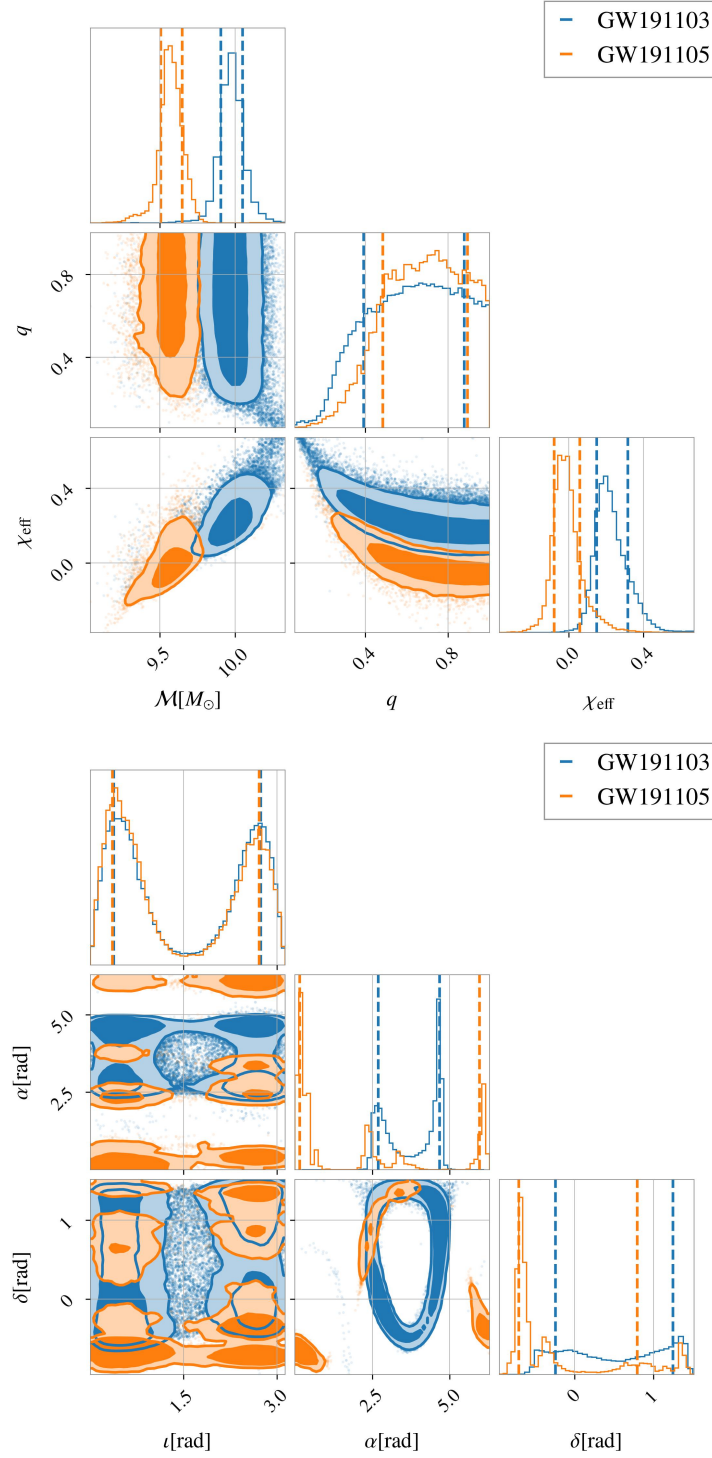 GW191103
GW191105
0.8
0.4
q
0.4
0.0
χeff
9.5
10.0
0.4
0.8
0.0
0.4
ℳ[M⊙]
q
χeff
GW191103
GW191105
5.0
2.5
α[rad]
1
0
δ[rad]
1.5
3.0
2.5
5.0
0
1
ι[rad]
α[rad]
δ[rad]